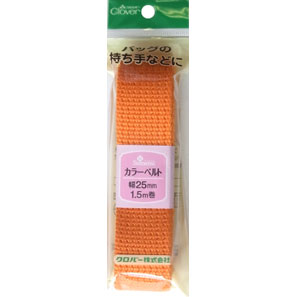 Clover
バッグの
持ち手などに
カラーベルト
幅25mm
1.5m巻
クロバー株式会社